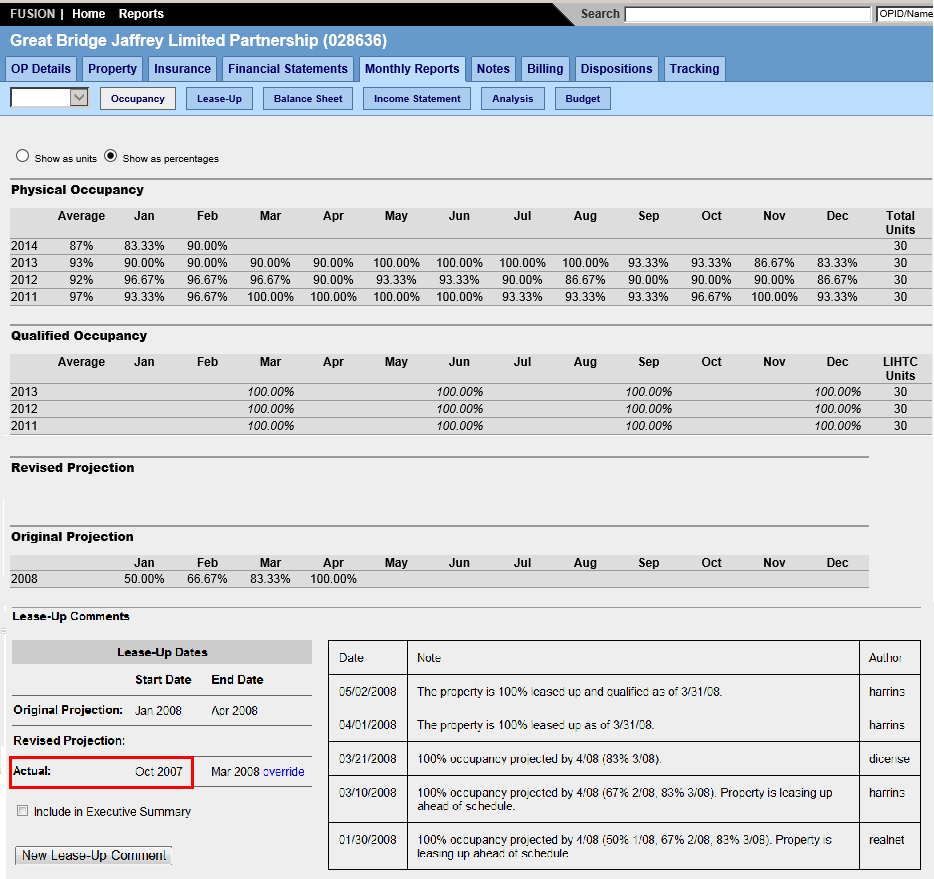 FUSION | Home Reports Search OPID/Name
Great Bridge Jaffrey Limited Partnership (028636)
OP Details Property Insurance Financial Statements Monthly Reports Notes Billing Dispositions Tracking
Occupancy Lease-Up Balance Sheet Income Statement Analysis Budget
Show as units Show as percentages
Physical Occupancy
Average Jan Feb Mar Apr May Jun Jul Aug Sep Oct Nov Dec Total Units
2014 87% 83.33% 90.00% 30
2013 93% 90.00% 90.00% 90.00% 90.00% 100.00% 100.00% 100.00% 100.00% 93.33% 93.33% 86.67% 83.33% 30
2012 92% 96.67% 96.67% 96.67% 90.00% 93.33% 93.33% 90.00% 86.67% 90.00% 90.00% 90.00% 86.67% 30
2011 97% 93.33% 96.67% 100.00% 100.00% 100.00% 100.00% 93.33% 93.33% 93.33% 96.67% 100.00% 93.33% 30
Qualified Occupancy
Average Jan Feb Mar Apr May Jun Jul Aug Sep Oct Nov Dec LIHTC Units
2013 100.00% 100.00% 100.00% 100.00% 30
2012 100.00% 100.00% 100.00% 100.00% 30
2011 100.00% 100.00% 100.00% 100.00% 30
Revised Projection
Original Projection
Jan Feb Mar Apr May Jun Jul Aug Sep Oct Nov Dec
2008 50.00% 66.67% 83.33% 100.00%
Lease-Up Comments
Lease-Up Dates
Start Date End Date
Original Projection: Jan 2008 Apr 2008
Revised Projection:
Actual: Oct 2007 Mar 2008 override
Include in Executive Summary
New Lease-Up Comment
Date Note Author
05/02/2008 The property is 100% leased up and qualified as of 3/31/08. harrins
04/01/2008 The property is 100% leased up as of 3/31/08. harrins
03/21/2008 100% occupancy projected by 4/08 (83% 3/08). dicense
03/10/2008 100% occupancy projected by 4/08 (67% 2/08, 83% 3/08). Property is leasing up harrins
ahead of schedule.
01/30/2008 100% occupancy projected by 4/08 (50% 1/08, 67% 2/08, 83% 3/08). Property is realnet
leasing up ahead of schedule